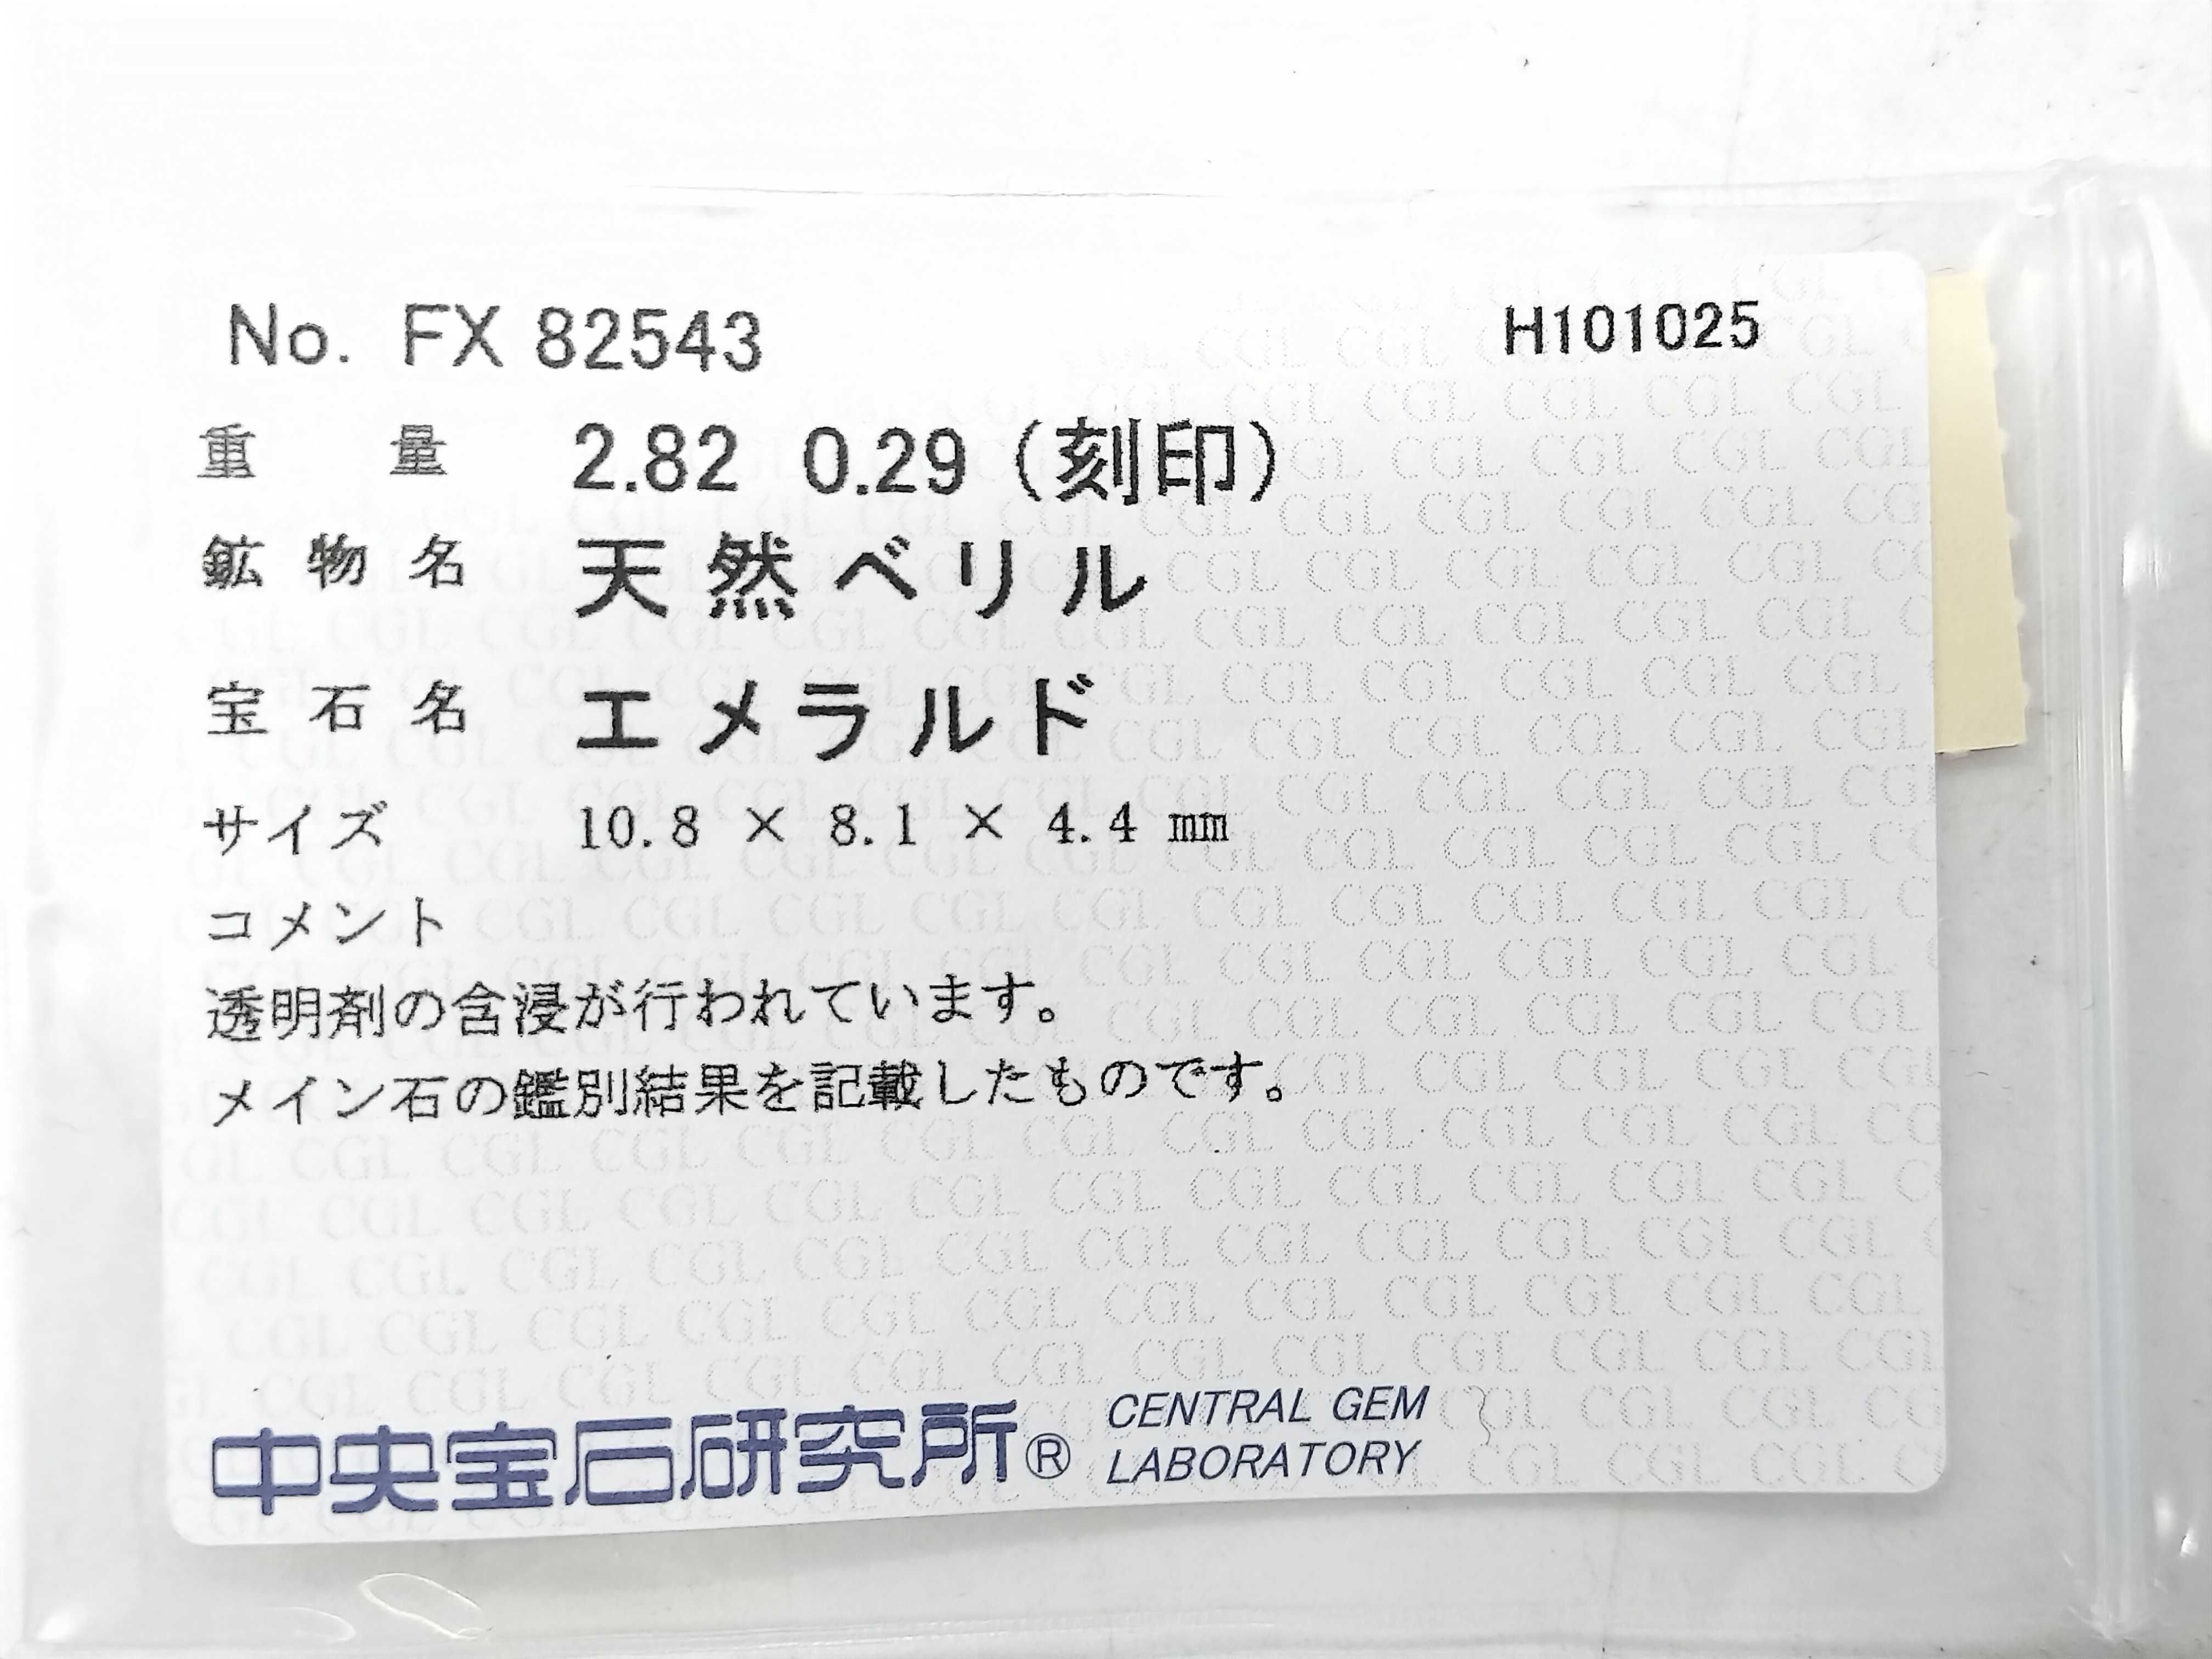 No. FX 82543 H101025
重量 2.82 0.29 (刻印)
鉱物名 天然ベリル
宝石名 エメラルド
サイズ 10.8 × 8.1 × 4.4 ㎜
コメント
透明剤の含浸が行われています。
メイン石の鑑別結果を記載したものです。
中央宝石研究所® CENTRAL GEM
LABORATORY